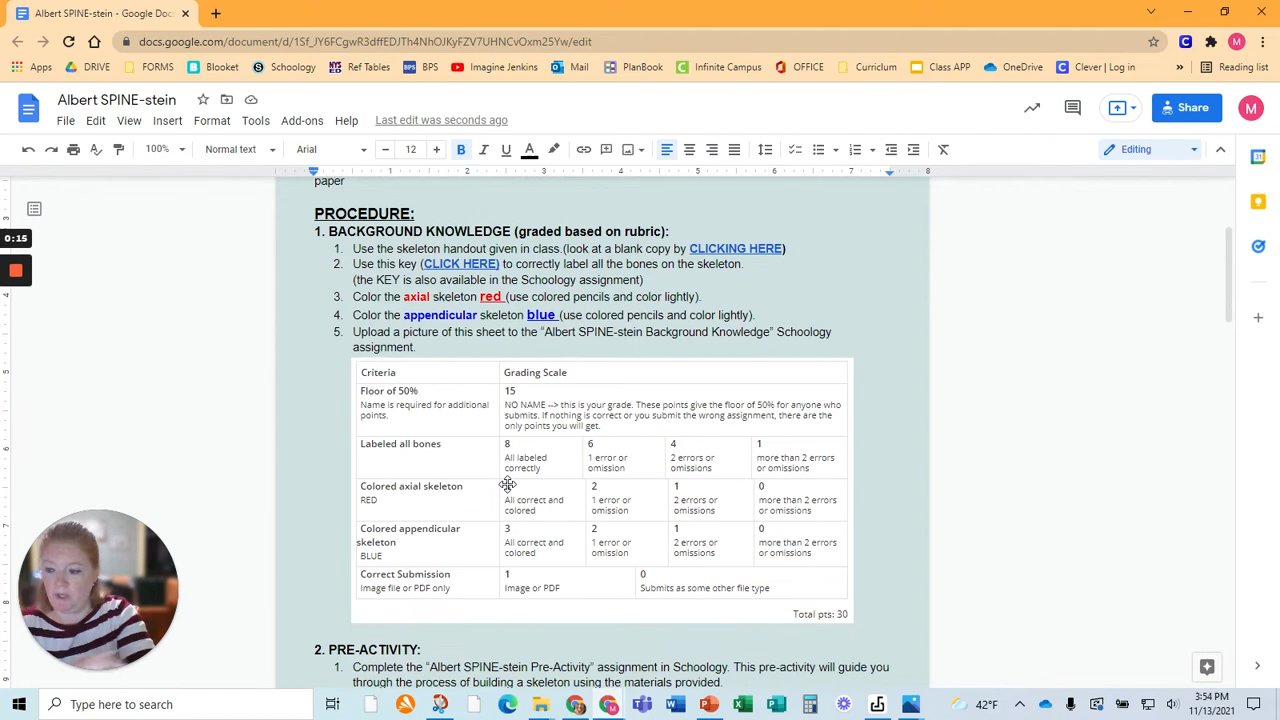 Albert SPINE-stein - Google Doc
docs.google.com/document/d/1Sf_JY6FCgwR3dffEDJTh4NhOJKyFZV7UHNCvOxm25Yw/edit
Apps DRIVE FORMS Blooket Schoology Ref Tables BPS Imagine Jenkins Mail PlanBook Infinite Campus OFFICE Curriclum Class APP OneDrive Clever | Log in Reading list
Albert SPINE-stein
File Edit View Insert Format Tools Add-ons Help Last edit was seconds ago
Share
M
100% Normal text Arial 12 B I U A Editing
1 2 3 4 5 6 7 8
paper
PROCEDURE:
1. BACKGROUND KNOWLEDGE (graded based on rubric):
1. Use the skeleton handout given in class.(look at a blank copy by CLICKING HERE)
2. Use this key (CLICK HERE) to correctly label all the bones on the skeleton.
(the KEY is also available in the Schoology assignment)
3. Color the axial skeleton red (use colored pencils and color lightly).
4. Color the appendicular skeleton blue (use colored pencils and color lightly).
5. Upload a picture of this sheet to the “Albert SPINE-stein Background Knowledge” Schoology
assignment.
Criteria Grading Scale
Floor of 50% 15
Name is required for additional points. NO NAME --> this is your grade. These points give the floor of 50% for anyone who
submits. If nothing is correct or you submit the wrong assignment, there are the
only points you will get.
Labeled all bones 8 6 4 1
All labeled 1 error or 2 errors or more than 2 errors
correctly omission omissions or omissions
Colored axial skeleton 2 1 0
RED All correct and 1 error or 2 errors or more than 2 errors
colored omission omissions or omissions
Colored appendicular 3 2 1 0
skeleton All correct and 1 error or 2 errors or more than 2 errors
BLUE colored omission omissions or omissions
Correct Submission 1 0
Image file or PDF only Image or PDF Submits as some other file type
Total pts: 30
2. PRE-ACTIVITY:
1. Complete the “Albert SPINE-stein Pre-Activity” assignment in Schoology. This pre-activity will guide you
through the process of building a skeleton using the materials provided.
0:15
Type here to search
42°F
3:54 PM
11/13/2021